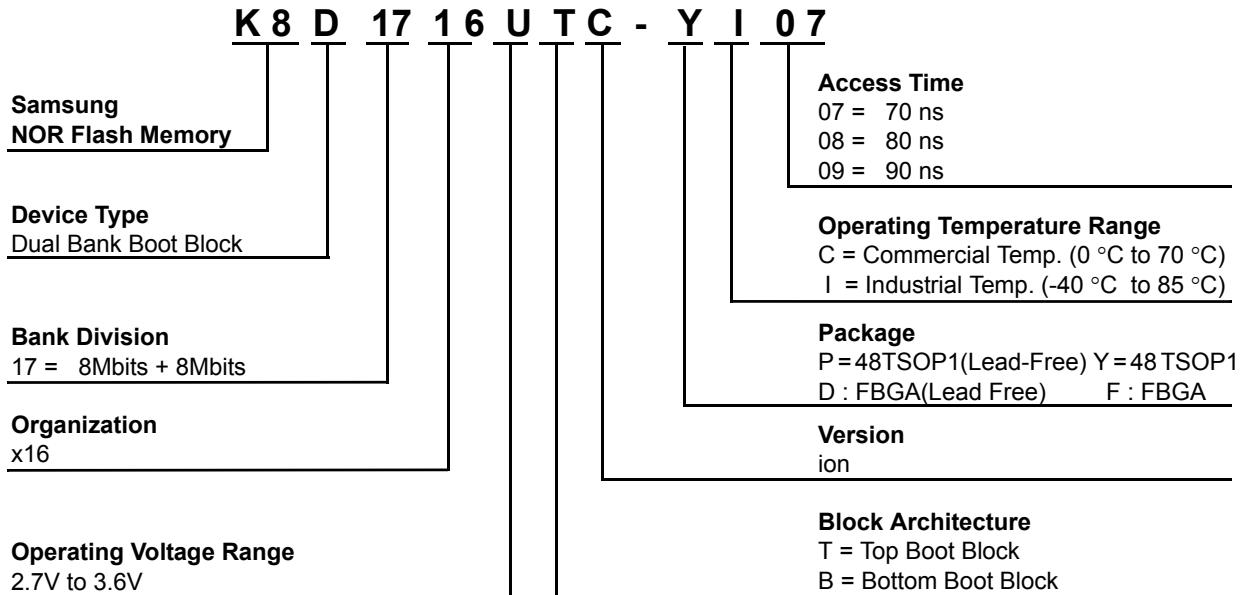 K 8 D 17 1 6 U T C - Y I 0 7
Samsung
NOR Flash Memory
Device Type
Dual Bank Boot Block
Bank Division
17 = 8Mbits + 8Mbits
Organization
x16
Operating Voltage Range
2.7V to 3.6V
Access Time
07 = 70 ns
08 = 80 ns
09 = 90 ns
Operating Temperature Range
C = Commercial Temp. (0 °C to 70 °C)
I = Industrial Temp. (-40 °C to 85 °C)
Package
P = 48TSOP1(Lead-Free) Y = 48 TSOP1
D : FBGA(Lead Free) F : FBGA
Version
ion
Block Architecture
T = Top Boot Block
B = Bottom Boot Block